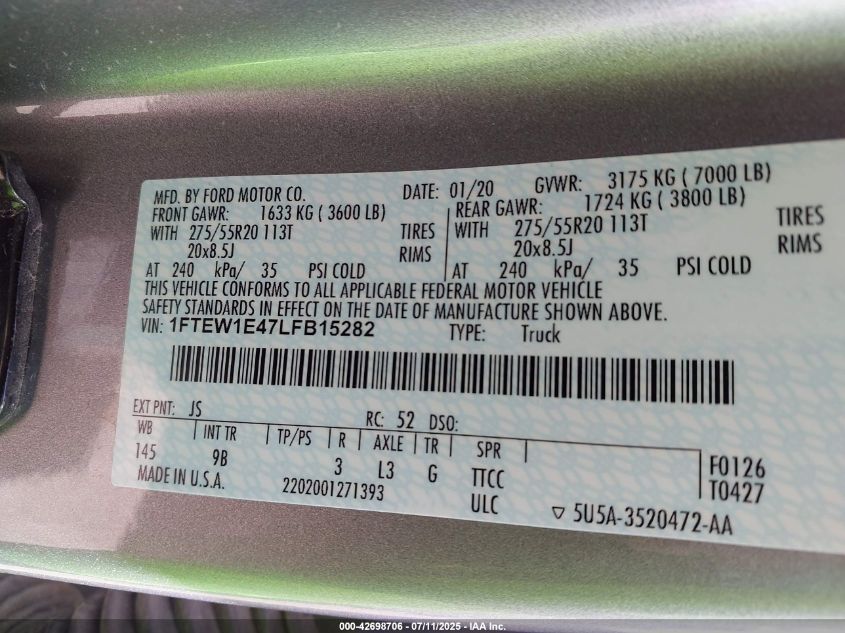 MFD. BY FORD MOTOR CO. DATE: 01/20 GVWR: 3175 KG ( 7000 LB)
FRONT GAWR: 1633 KG ( 3600 LB) REAR GAWR: 1724 KG ( 3800 LB)
WITH 275/55R20 113T TIRES WITH 275/55R20 113T TIRES
20x8.5J RIMS 20x8.5J RIMS
AT 240 kPa/ 35 PSI COLD AT 240 kPa/ 35 PSI COLD
THIS VEHICLE CONFORMS TO ALL APPLICABLE FEDERAL MOTOR VEHICLE
SAFETY STANDARDS IN EFFECT ON THE DATE OF MANUFACTURE SHOWN ABOVE.
VIN: 1FTEW1E47LFB15282 TYPE: Truck
EXT PNT: JS RC: 52 DSO:
WB INT TR TP/PS R AXLE TR SPR F0126
145 9B 3 L3 G TTCC T0427
MADE IN U.S.A. 2202001271393 ULC ▽ 5U5A-3520472-AA
000-42698706 - 07/11/2025 - IAA Inc.